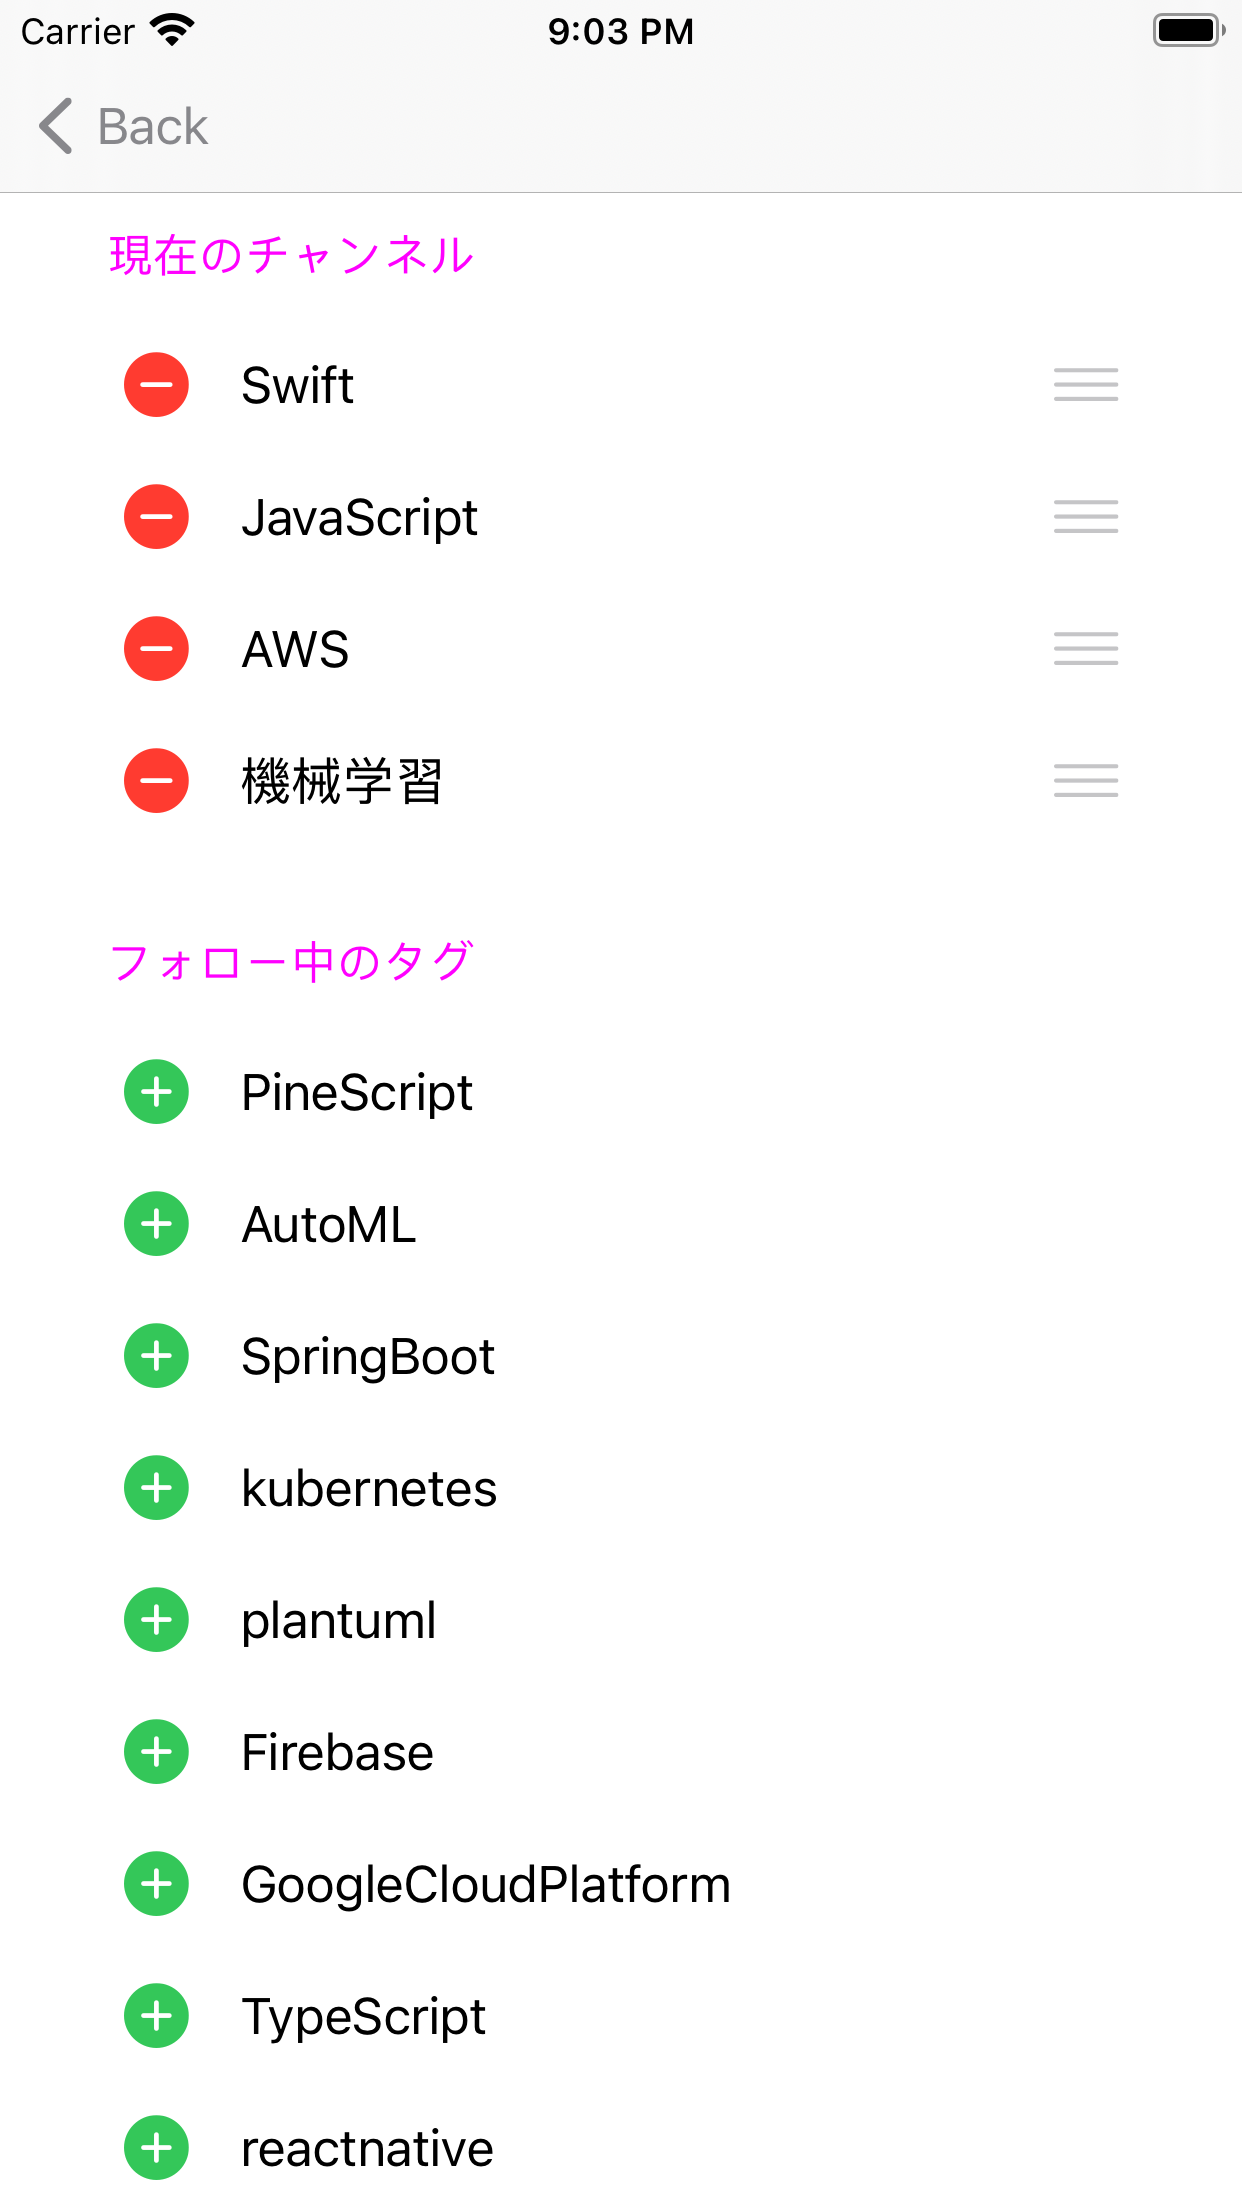 Carrier 9:03 PM
Back
現在のチャンネル
Swift
JavaScript
AWS
機械学習
フォロー中のタグ
PineScript
AutoML
SpringBoot
kubernetes
plantuml
Firebase
GoogleCloudPlatform
TypeScript
reactnative